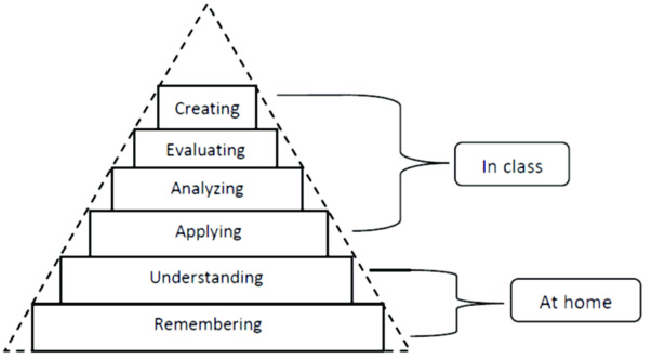 Creating
Evaluating
Analyzing
Applying
Understanding
Remembering
In class
At home